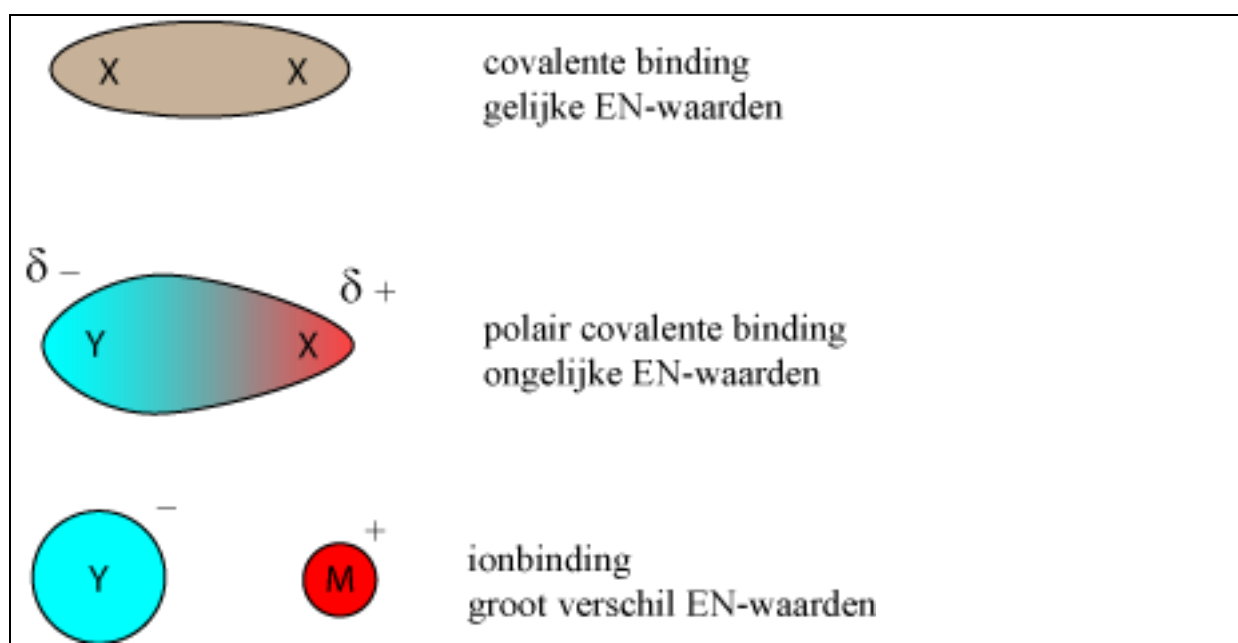 X X
covalente binding
gelijke EN-waarden
δ –
δ +
Y X
polair covalente binding
ongelijke EN-waarden
–
+
Y M
ionbinding
groot verschil EN-waarden